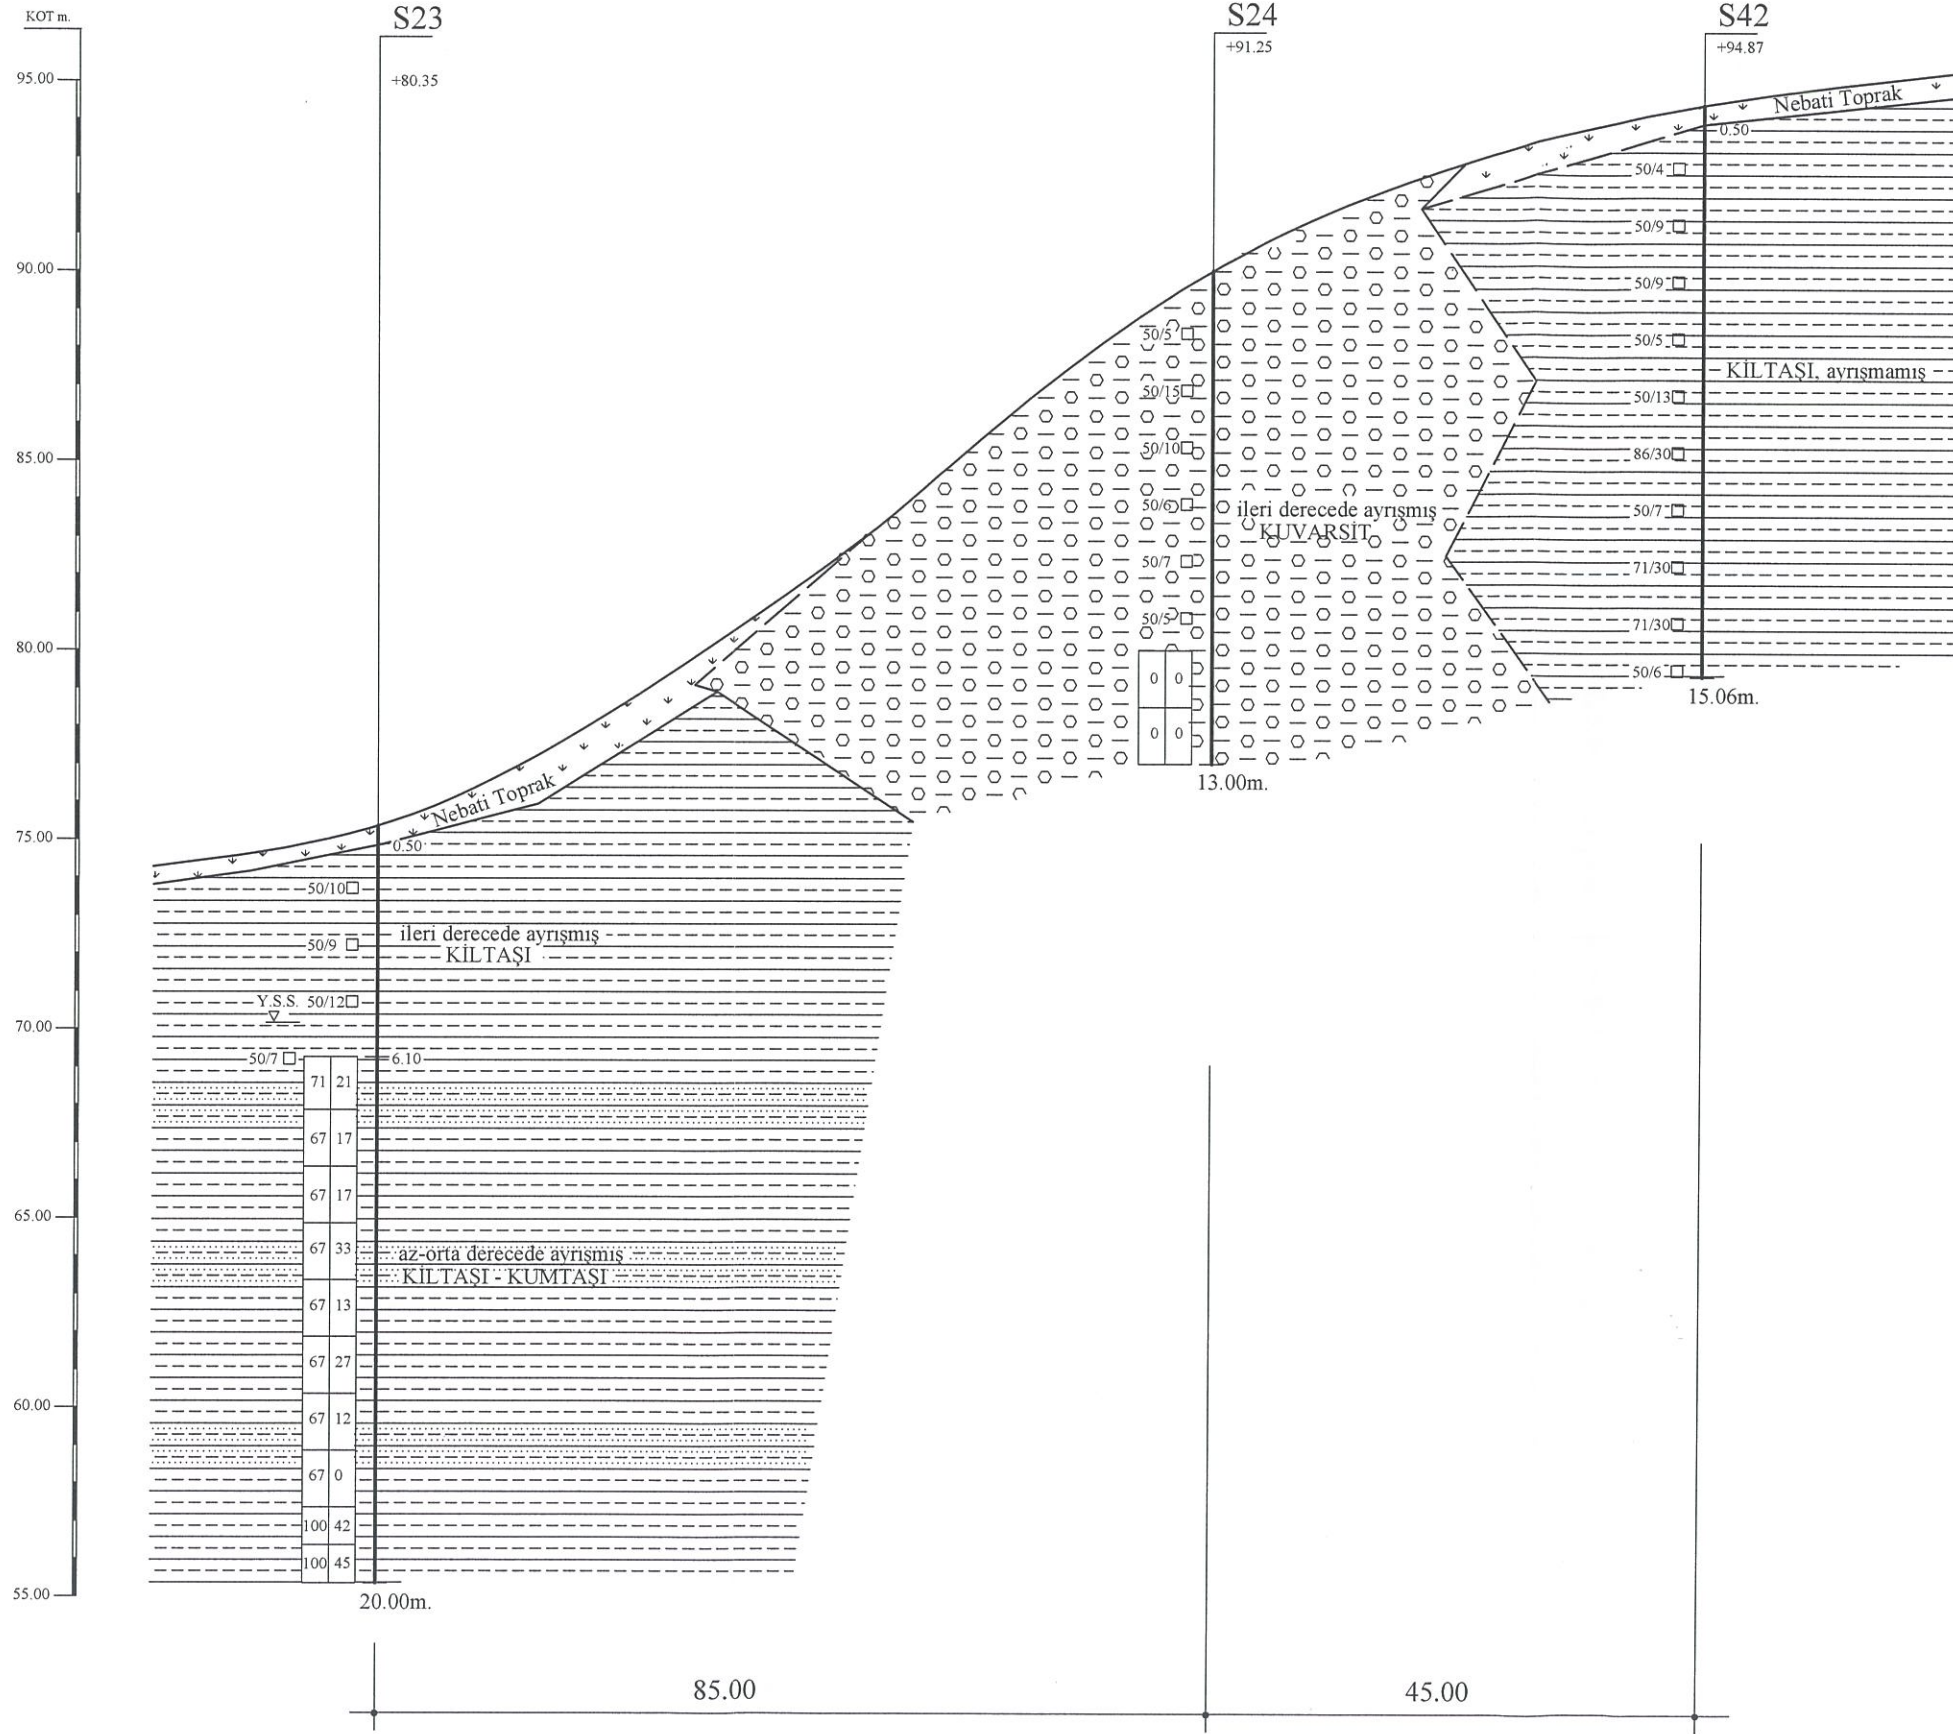 KOT m.
S23
S24
S42
+80.35
+91.25
+94.87
95.00
90.00
85.00
80.00
75.00
70.00
65.00
60.00
55.00
Nebati Toprak
0.50
50/4
50/9
50/9
50/5
KİLTAŞI, ayrışmamış
50/13
86/30
50/7
71/30
71/30
50/6
15.06m.
50/5
50/15
50/10
50/6
ileri derecede ayrışmış
KUVARSİT
50/7
50/5
0 0
0 0
13.00m.
Nebati Toprak
0.50
50/10
50/9
ileri derecede ayrışmış
KİLTAŞI
Y.S.S. 50/12
50/7
6.10
71 21
67 17
67 17
67 33
az-orta derecede ayrışmış
KİLTAŞI - KUMTAŞI
67 13
67 27
67 12
67 0
100 42
100 45
20.00m.
85.00
45.00